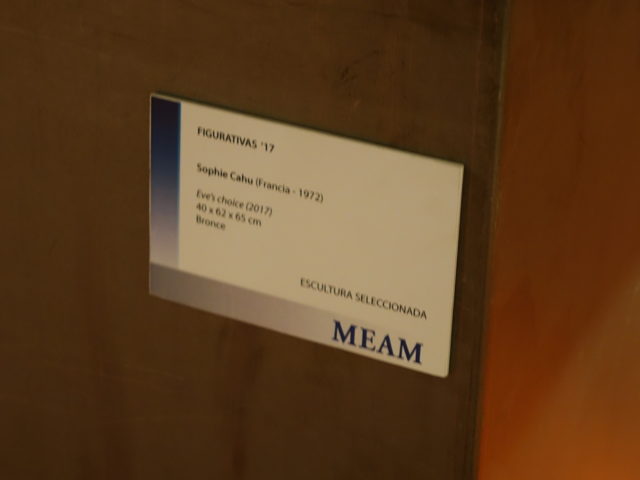 FIGURATIVAS '17
Sophie Cahu (Francia - 1972)
Eve's choice (2017)
40 x 62 x 65 cm
Bronce
ESCULTURA SELECCIONADA
MEAM